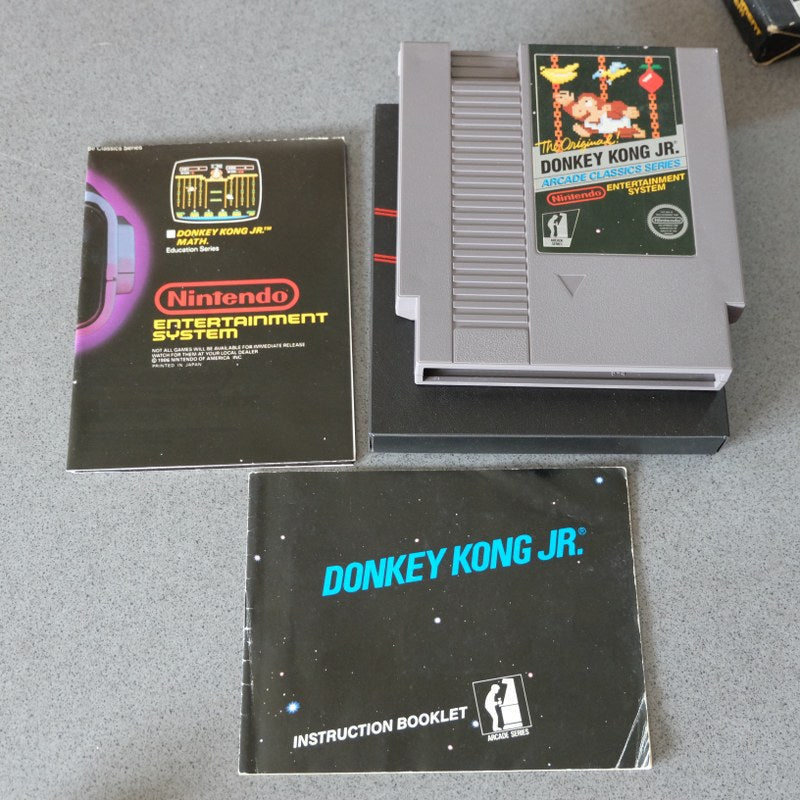 DONKEY KONG JR.™
MATH.
Education Series
Nintendo
ENTERTAINMENT
SYSTEM
NOT ALL GAMES WILL BE AVAILABLE FOR IMMEDIATE RELEASE
WATCH FOR THEM AT YOUR LOCAL DEALER
© 1986 NINTENDO OF AMERICA INC.
PRINTED IN JAPAN
The Original!
DONKEY KONG JR.
ARCADE CLASSICS SERIES
Nintendo ENTERTAINMENT
SYSTEM
ARCADE
SERIES
DONKEY KONG JR.®
INSTRUCTION BOOKLET
ARCADE SERIES